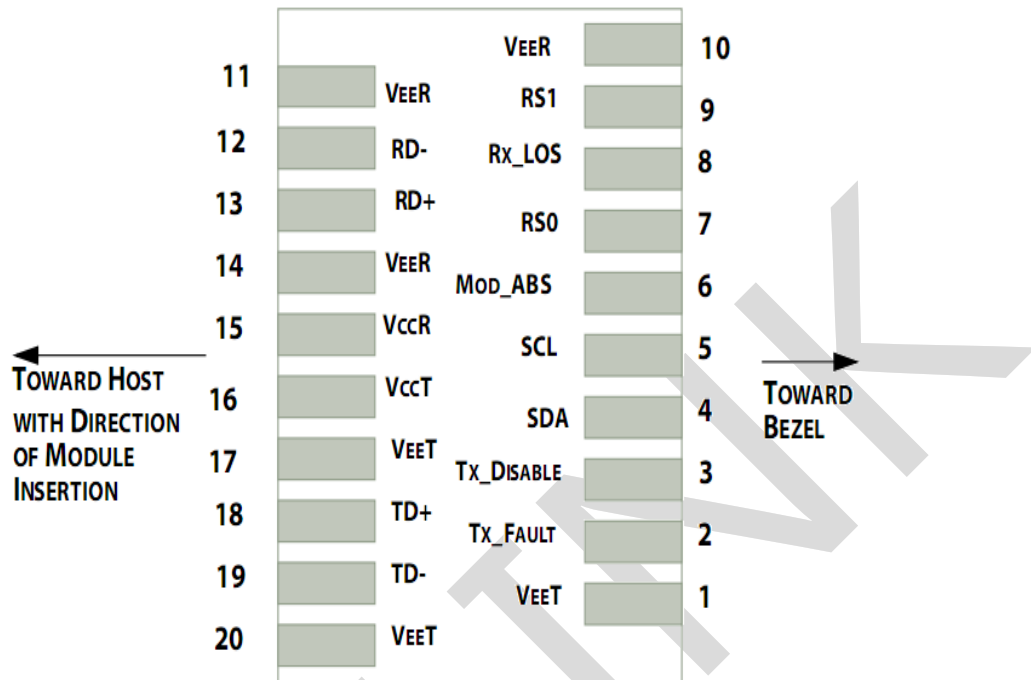 VEER 10
11 VEER
RS1 9
12 RD-
RX_LOS 8
13 RD+
RS0 7
14 VEER
MOD_ABS 6
15 VCCR
SCL 5
TOWARD HOST
WITH DIRECTION
OF MODULE
INSERTION
TOWARD
BEZEL
16 VCCT
SDA 4
17 VEET
TX_DISABLE 3
18 TD+
TX_FAULT 2
19 TD-
VEET 1
20 VEET